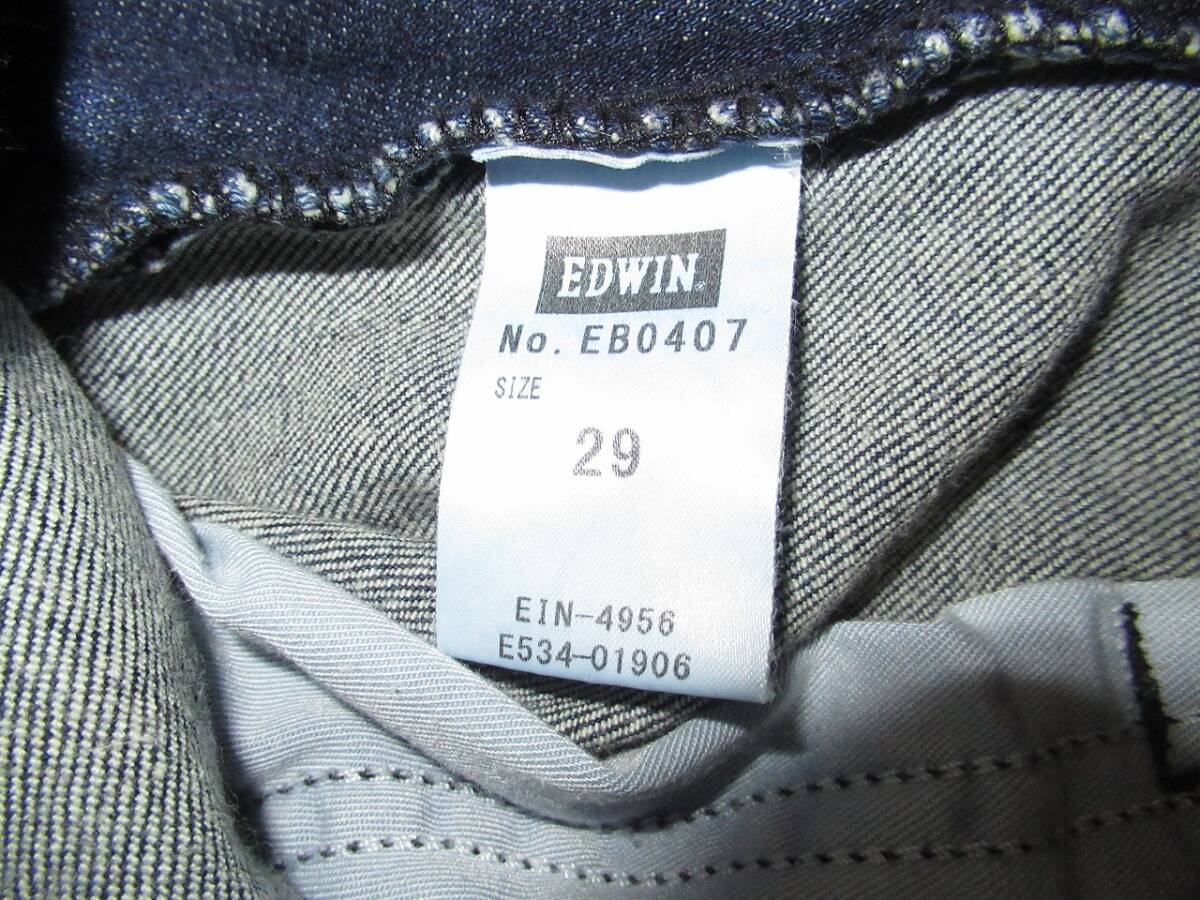 EDWIN®
No. EB0407
SIZE
29
EIN-4956
E534-01906